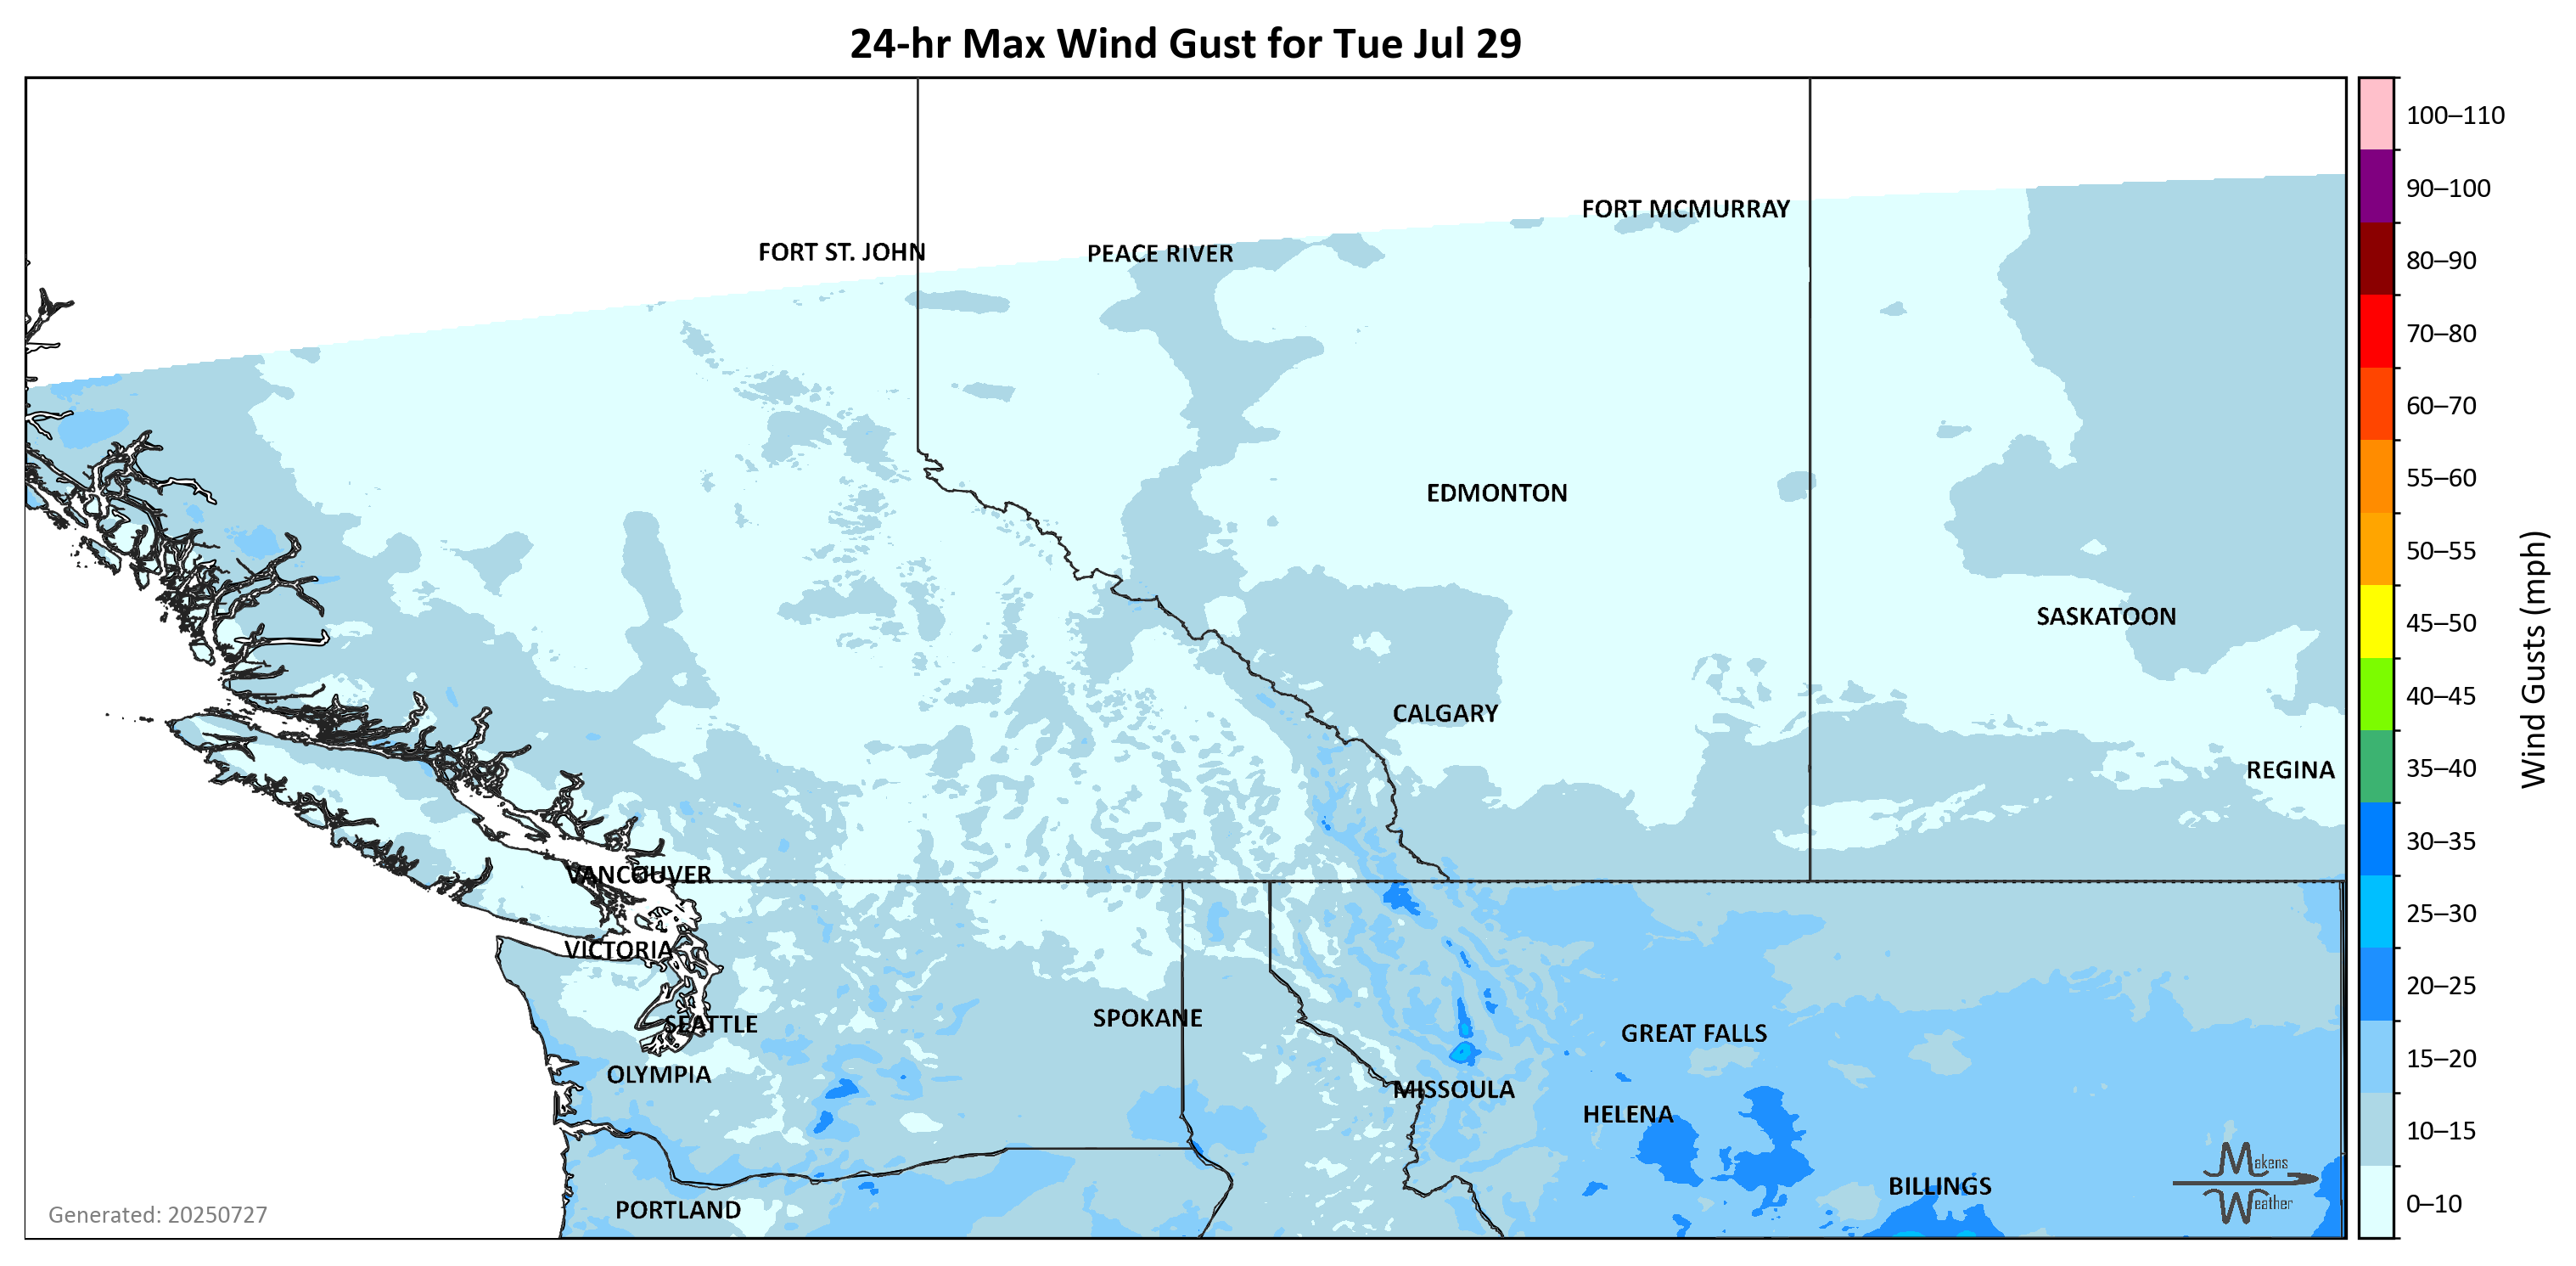 24-hr Max Wind Gust for Tue Jul 29
100–110
90–100
80–90
70–80
60–70
55–60
50–55
45–50
40–45
35–40
30–35
25–30
20–25
15–20
10–15
0–10
Wind Gusts (mph)
FORT MCMURRAY
FORT ST. JOHN
PEACE RIVER
EDMONTON
SASKATOON
CALGARY
REGINA
VANCOUVER
VICTORIA
SPOKANE
SEATTLE
GREAT FALLS
OLYMPIA
MISSOULA
HELENA
BILLINGS
PORTLAND
Makens
Weather
Generated: 20250727